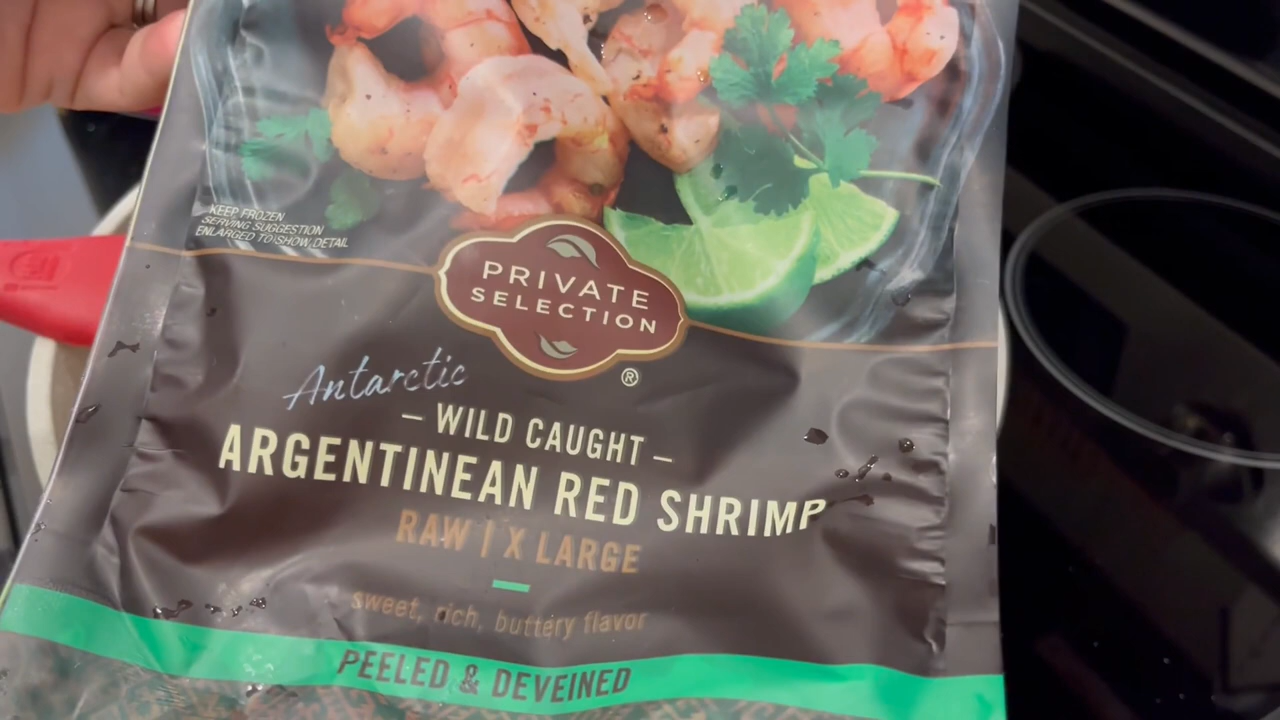 KEEP FROZEN
SERVING SUGGESTION
ENLARGED TO SHOW DETAIL
PRIVATE
SELECTION
®
Antarctic
– WILD CAUGHT –
ARGENTINEAN RED SHRIMP
RAW | X LARGE
sweet, rich, buttery flavor
PEELED & DEVEINED